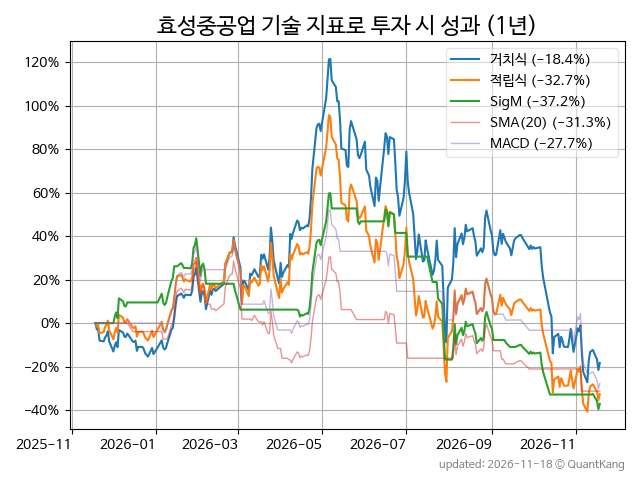 효성중공업 기술 지표로 투자 시 성과 (1년)
거치식 (−18.4%)
적립식 (−32.7%)
SigM (−37.2%)
SMA(20) (−31.3%)
MACD (−27.7%)
120%
100%
80%
60%
40%
20%
0%
−20%
−40%
2025-11 2026-01 2026-03 2026-05 2026-07 2026-09 2026-11
updated: 2026-11-18 © QuantKang